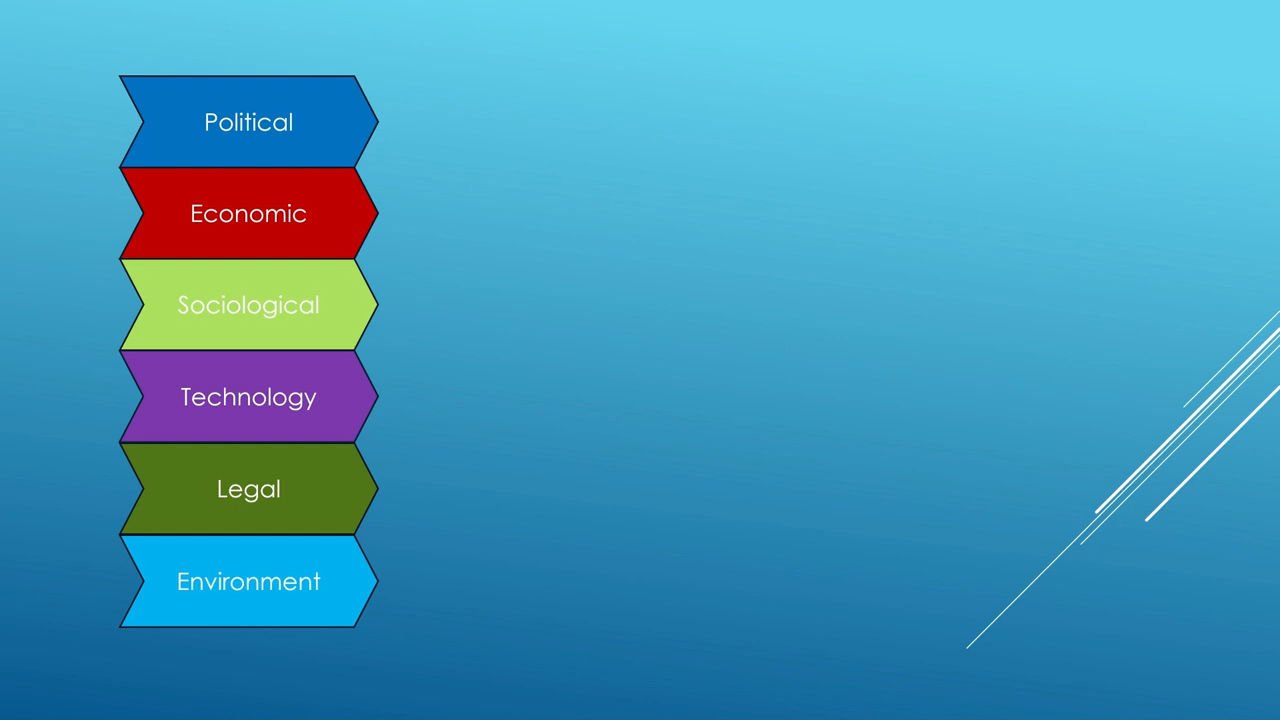 Political
Economic
Sociological
Technology
Legal
Environment